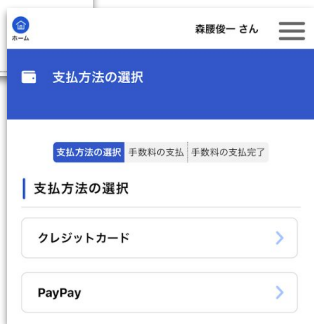 ホーム
森腰俊一 さん
支払方法の選択
支払方法の選択 手数料の支払 手数料の支払完了
支払方法の選択
クレジットカード
PayPay